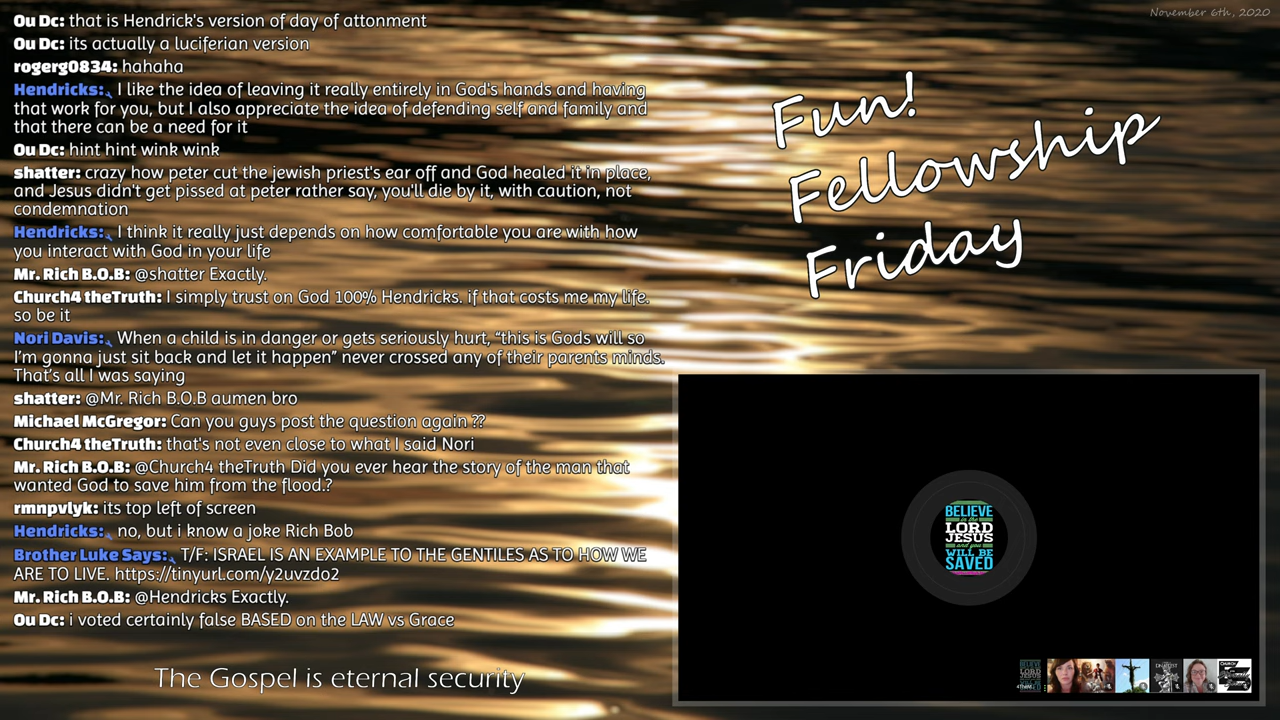 November 6th, 2020
Ou Dc: that is Hendrick's version of day of attonment
Ou Dc: its actually a luciferian version
rogerg0834: hahaha
Hendricks: I like the idea of leaving it really entirely in God's hands and having
that work for you, but I also appreciate the idea of defending self and family and
that there can be a need for it
Ou Dc: hint hint wink wink
shatter: crazy how peter cut the jewish priest's ear off and God healed it in place,
and Jesus didn't get pissed at peter rather say, you'll die by it, with caution, not
condemnation
Hendricks: I think it really just depends on how comfortable you are with how
you interact with God in your life
Mr. Rich B.O.B: @shatter Exactly.
Church4 theTruth: I simply trust on God 100% Hendricks. if that costs me my life.
so be it
Nori Davis: When a child is in danger or gets seriously hurt, “this is Gods will so
I’m gonna just sit back and let it happen” never crossed any of their parents minds.
That’s all I was saying
shatter: @Mr. Rich B.O.B aumen bro
Michael McGregor: Can you guys post the question again ??
Church4 theTruth: that's not even close to what I said Nori
Mr. Rich B.O.B: @Church4 theTruth Did you ever hear the story of the man that
wanted God to save him from the flood.?
rmnpvlyk: its top left of screen
Hendricks: no, but i know a joke Rich Bob
Brother Luke Says: T/F: ISRAEL IS AN EXAMPLE TO THE GENTILES AS TO HOW WE
ARE TO LIVE. https://tinyurl.com/y2uvzdo2
Mr. Rich B.O.B: @Hendricks Exactly.
Ou Dc: i voted certainly false BASED on the LAW vs Grace
The Gospel is eternal security
Fun!
Fellowship
Friday
BELIEVE
in the
LORD
JESUS
and you
WILL BE
SAVED